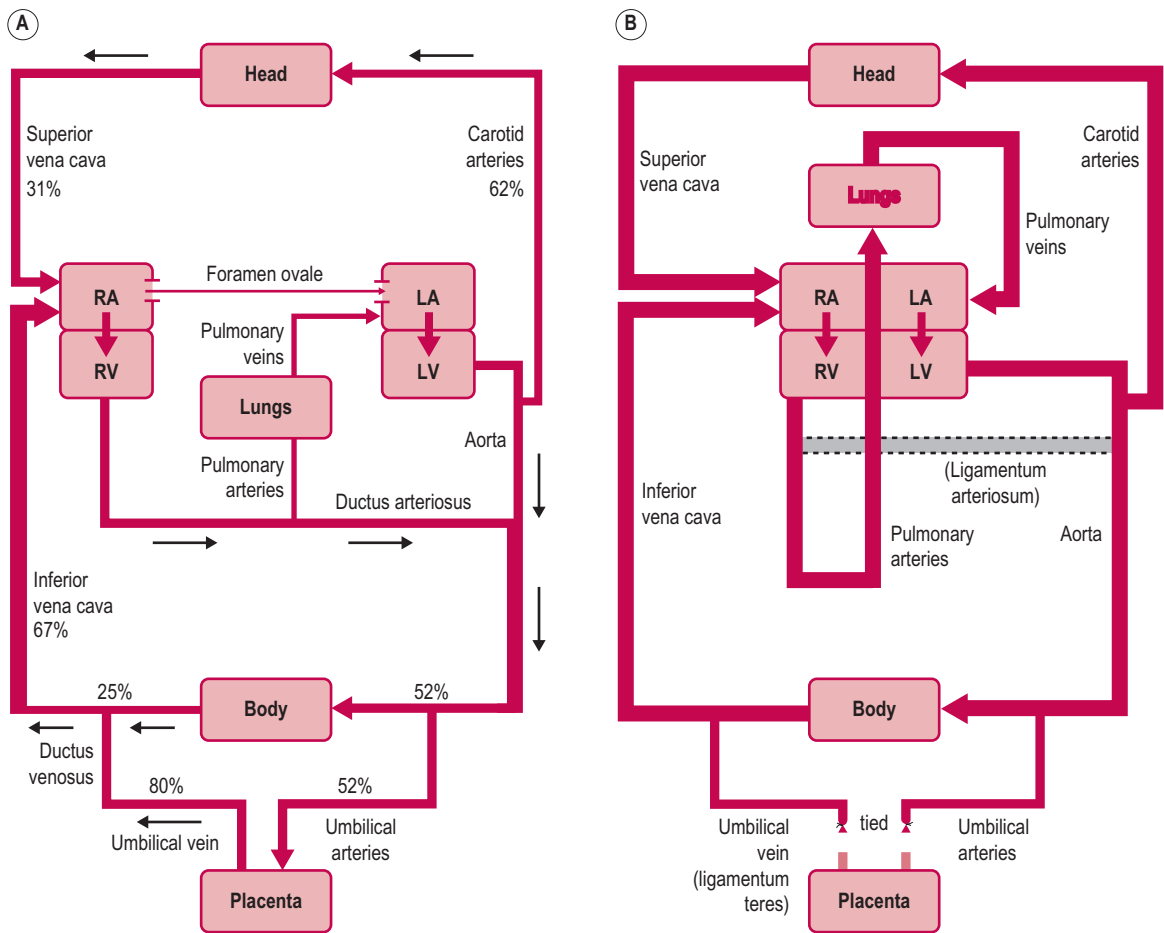 A
Head
Superior
vena cava
31%
Carotid
arteries
62%
Foramen ovale
RA
LA
Pulmonary
veins
RV
LV
Lungs
Aorta
Pulmonary
arteries
Ductus arteriosus
Inferior
vena cava
67%
25%
Body
52%
Ductus
venosus
80%
52%
Umbilical vein
Umbilical
arteries
Placenta
B
Head
Superior
vena cava
Carotid
arteries
Lungs
Pulmonary
veins
RA
LA
RV
LV
(Ligamentum
arteriosum)
Inferior
vena cava
Pulmonary
arteries
Aorta
Body
tied
Umbilical
vein
(ligamentum
teres)
Umbilical
arteries
Placenta